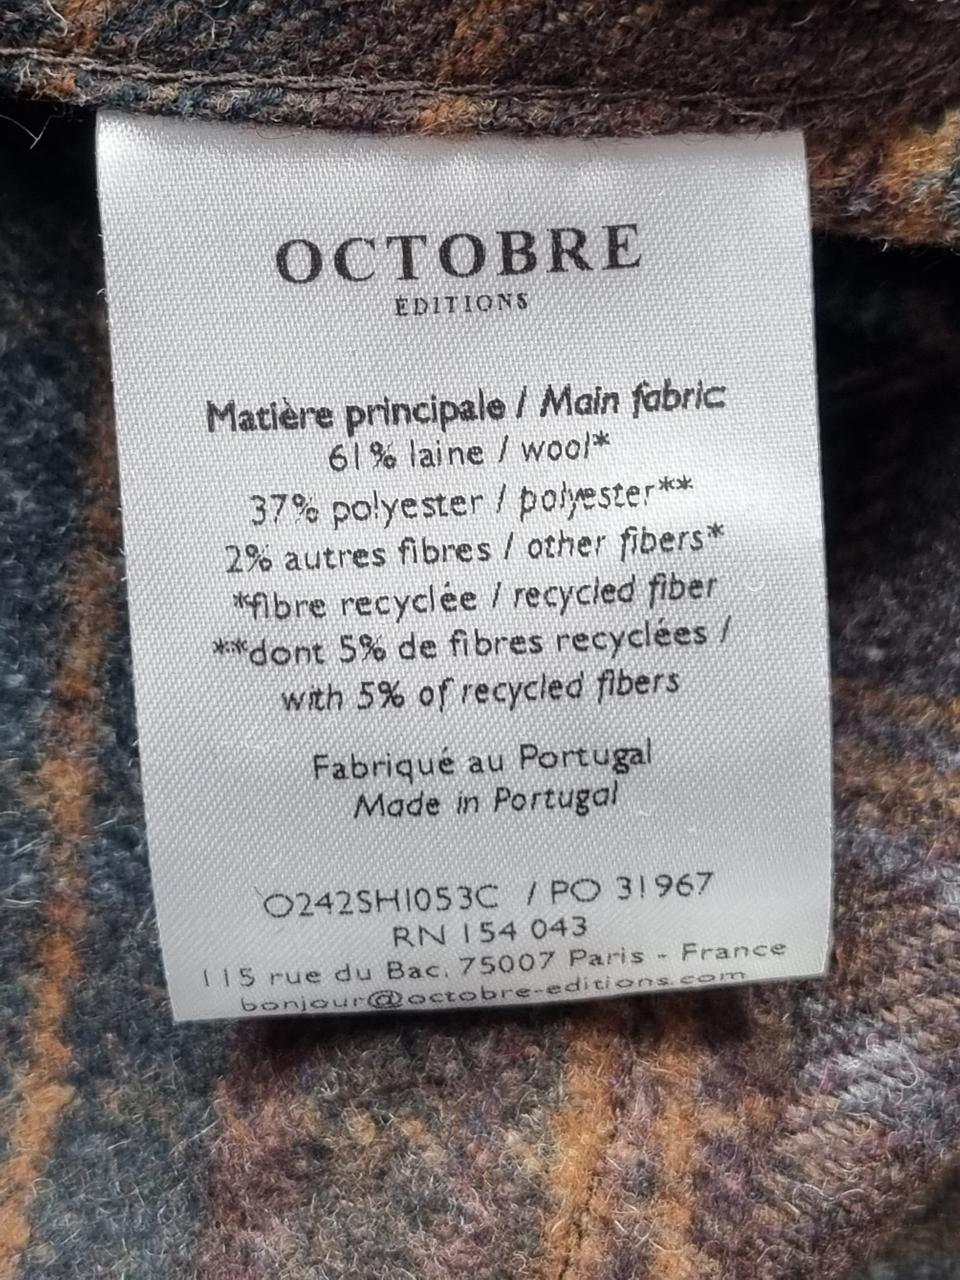 OCTOBRE
ÉDITIONS
Matière principale / Main fabric
61% laine / wool*
37% polyester / polyester**
2% autres fibres / other fibers*
*fibre recyclée / recycled fiber
**dont 5% de fibres recyclées /
with 5% of recycled fibers
Fabriqué au Portugal
Made in Portugal
O242SHI053C / PO 31967
RN 154 043
115 rue du Bac, 75007 Paris - France
bonjour@octobre-editions.com